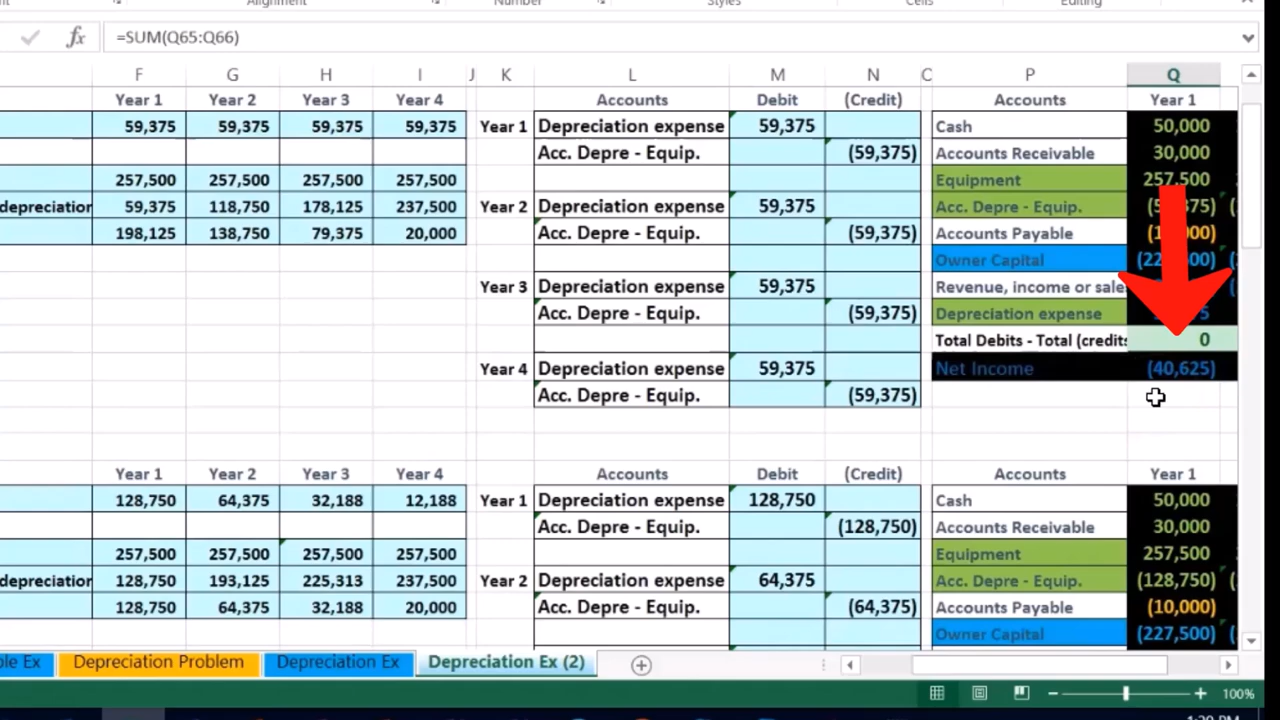 Alignment Number Styles Cells Editing
fx =SUM(Q65:Q66)
F G H I J K L M N C P Q
Year 1 Year 2 Year 3 Year 4 Accounts Debit (Credit) Accounts Year 1
59,375 59,375 59,375 59,375 Year 1 Depreciation expense 59,375 Cash 50,000
Acc. Depre - Equip. (59,375) Accounts Receivable 30,000
257,500 257,500 257,500 257,500 Equipment 257,500
depreciation 59,375 118,750 178,125 237,500 Year 2 Depreciation expense 59,375 Acc. Depre - Equip.
198,125 138,750 79,375 20,000 Acc. Depre - Equip. (59,375) Accounts Payable
Owner Capital
Year 3 Depreciation expense 59,375 Revenue, income or sale
Acc. Depre - Equip. (59,375) Depreciation expense
Total Debits - Total (credits 0
Year 4 Depreciation expense 59,375 Net Income (40,625)
Acc. Depre - Equip. (59,375)
Year 1 Year 2 Year 3 Year 4 Accounts Debit (Credit) Accounts Year 1
128,750 64,375 32,188 12,188 Year 1 Depreciation expense 128,750 Cash 50,000
Acc. Depre - Equip. (128,750) Accounts Receivable 30,000
257,500 257,500 257,500 257,500 Equipment 257,500
depreciation 128,750 193,125 225,313 237,500 Year 2 Depreciation expense 64,375 Acc. Depre - Equip. (128,750)
128,750 64,375 32,188 20,000 Acc. Depre - Equip. (64,375) Accounts Payable (10,000)
Owner Capital (227,500)
le Ex Depreciation Problem Depreciation Ex Depreciation Ex (2)
100%